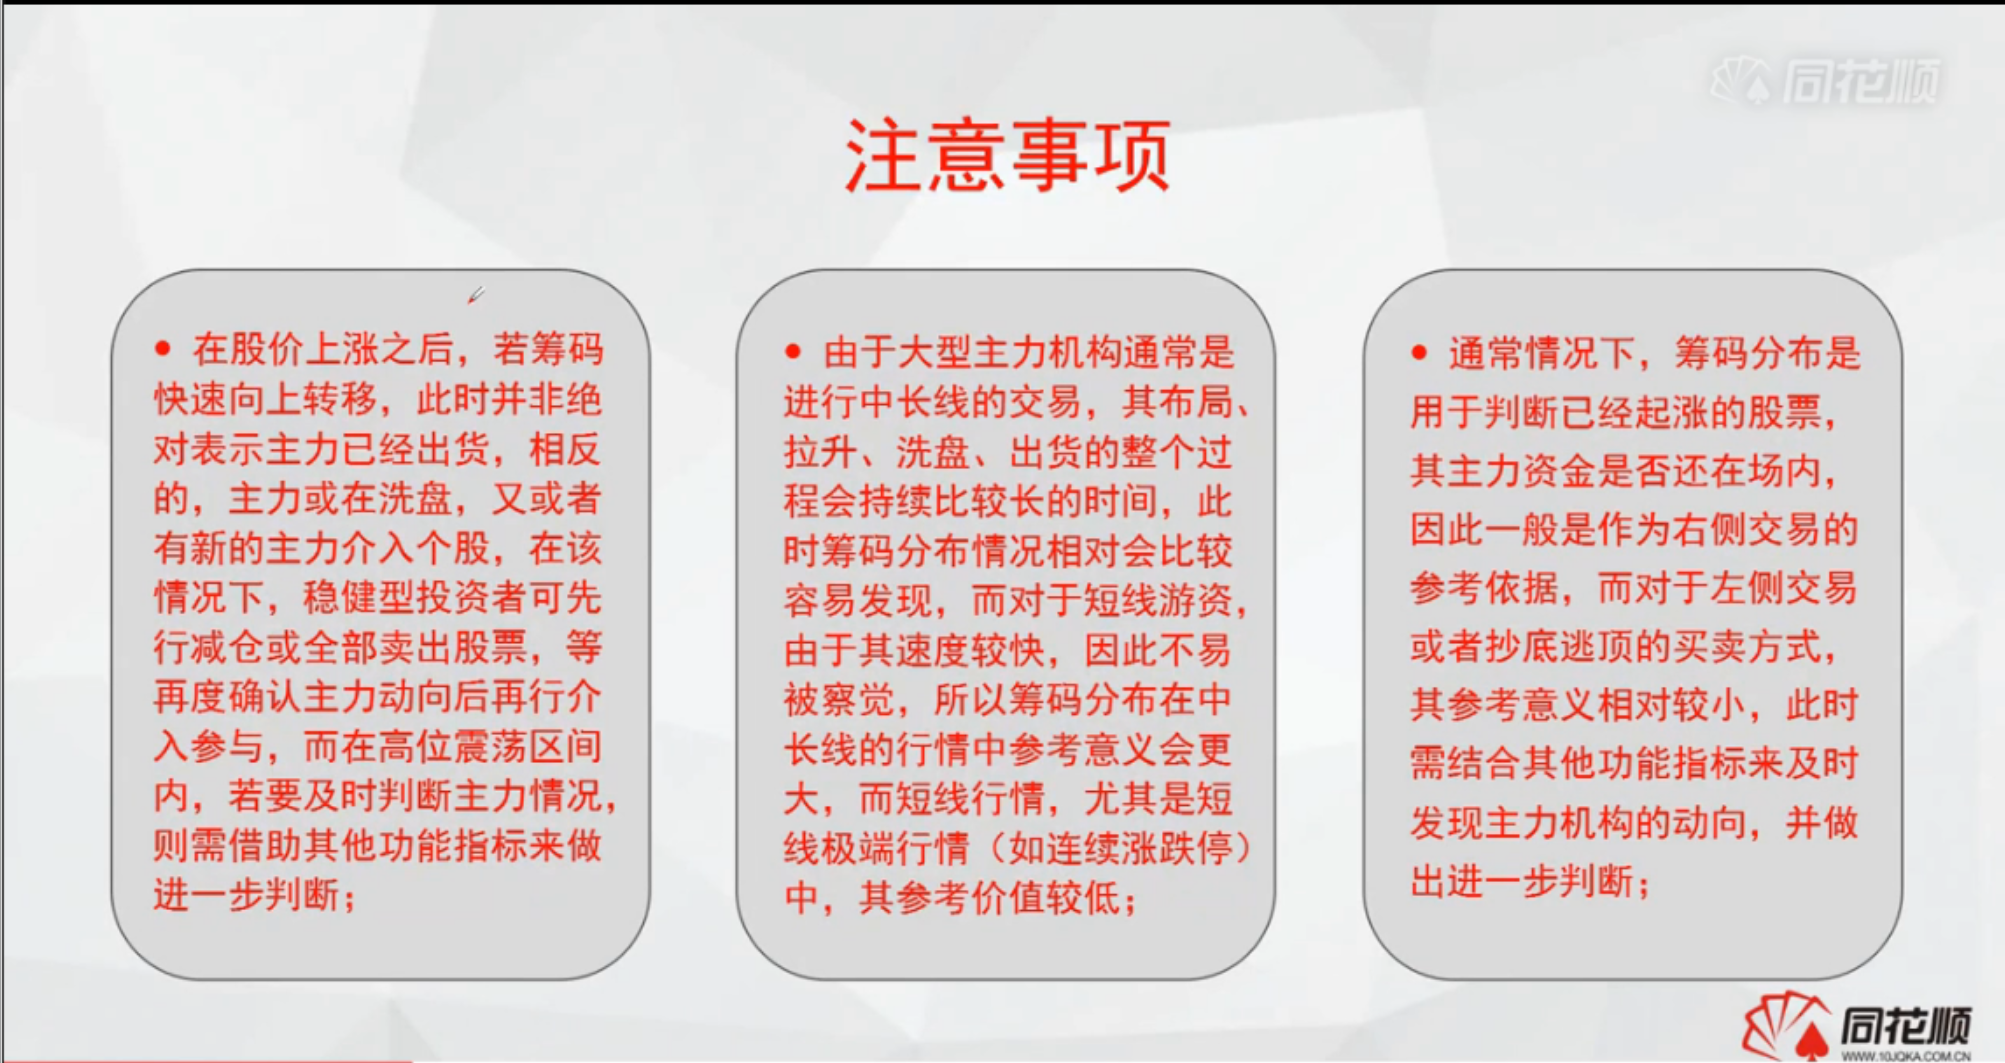 同花顺
注意事项
• 在股价上涨之后，若筹码
快速向上转移，此时并非绝
对表示主力已经出货，相反
的，主力或在洗盘，又或者
有新的主力介入个股，在该
情况下，稳健型投资者可先
行减仓或全部卖出股票，等
再度确认主力动向后再行介
入参与，而在高位震荡区间
内，若要及时判断主力情况，
则需借助其他功能指标来做
进一步判断；
• 由于大型主力机构通常是
进行中长线的交易，其布局、
拉升、洗盘、出货的整个过
程会持续比较长的时间，此
时筹码分布情况相对会比较
容易发现，而对于短线游资，
由于其速度较快，因此不易
被察觉，所以筹码分布在中
长线的行情中参考意义会更
大，而短线行情，尤其是短
线极端行情（如连续涨跌停）
中，其参考价值较低；
• 通常情况下，筹码分布是
用于判断已经起涨的股票，
其主力资金是否还在场内，
因此一般是作为右侧交易的
参考依据，而对于左侧交易
或者抄底逃顶的买卖方式，
其参考意义相对较小，此时
需结合其他功能指标来及时
发现主力机构的动向，并做
出进一步判断；
同花顺
WWW.10JQKA.COM.CN